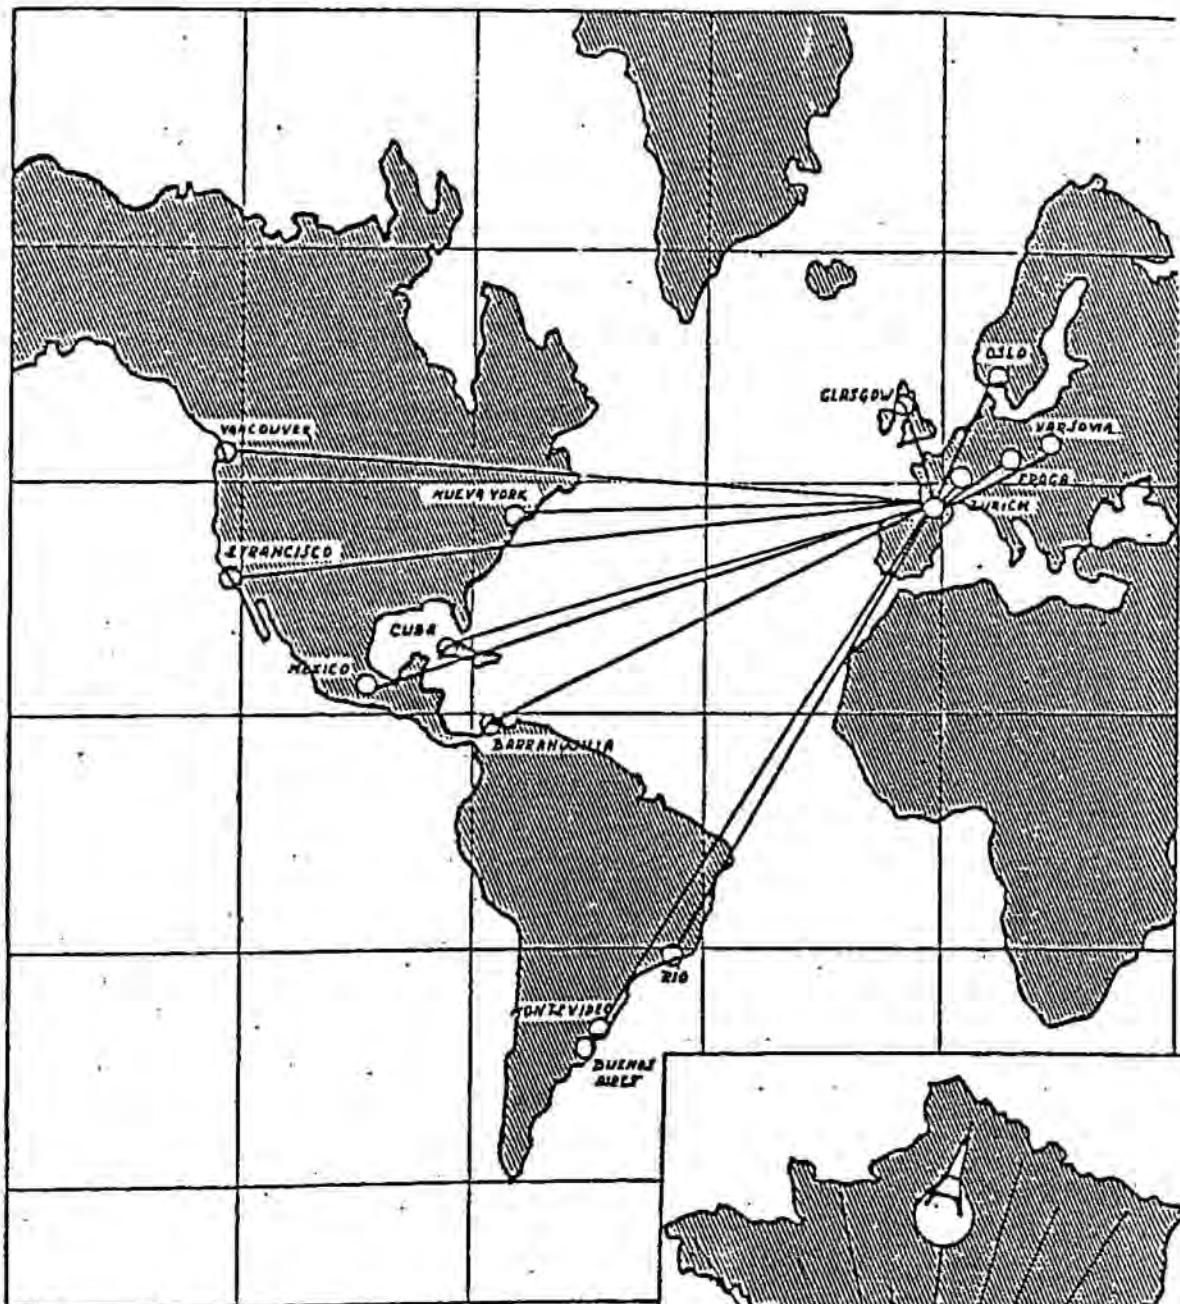 OSLO
GLASGOW
VARSOVIA
VANCOUVER
PRAGA
NUEVA YORK
ZURICH
S FRANCISCO
CUBA
MEXICO
BARRANQUILLA
RIO
MONTEVIDEO
BUENOS
AIRES